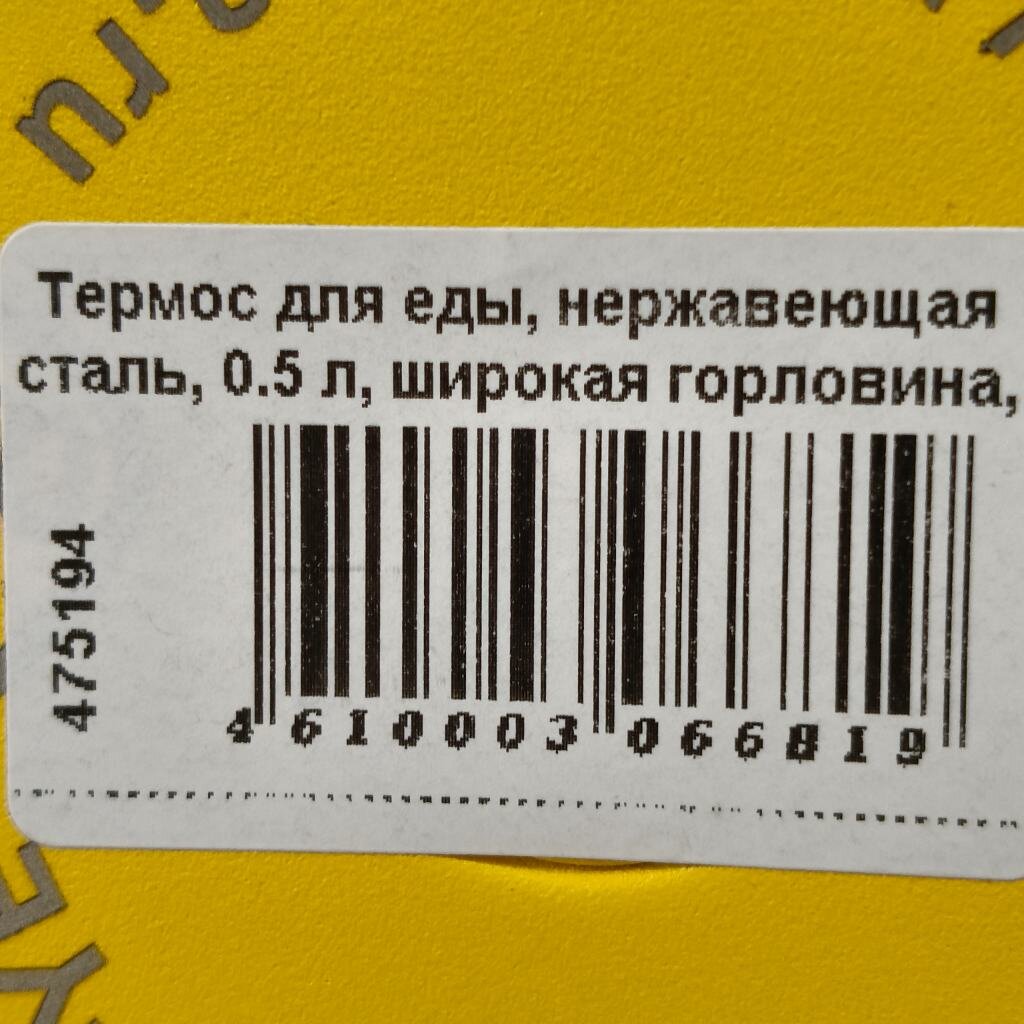 Термос для еды, нержавеющая
сталь, 0.5 л, широкая горловина,
475194
4 610003 066819